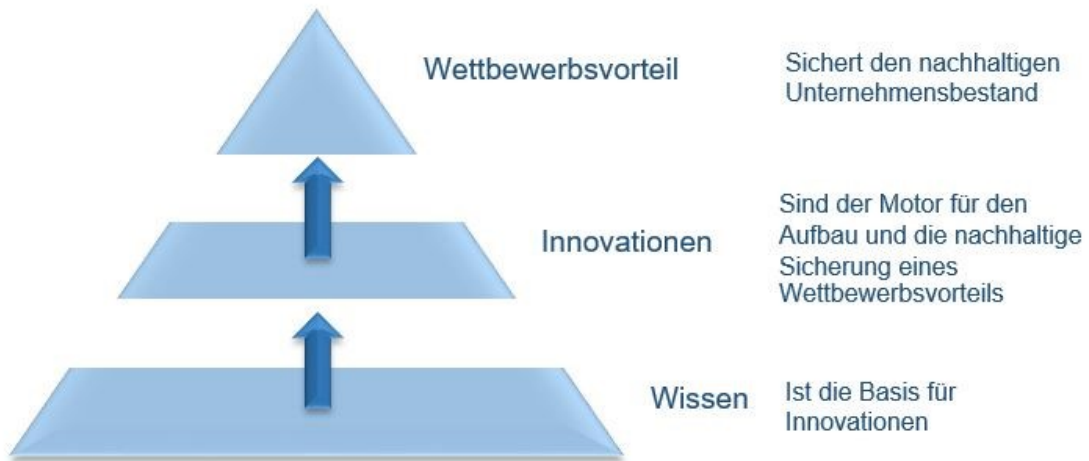 Wettbewerbsvorteil
Sichert den nachhaltigen
Unternehmensbestand
Innovationen
Sind der Motor für den
Aufbau und die nachhaltige
Sicherung eines
Wettbewerbsvorteils
Wissen
Ist die Basis für
Innovationen